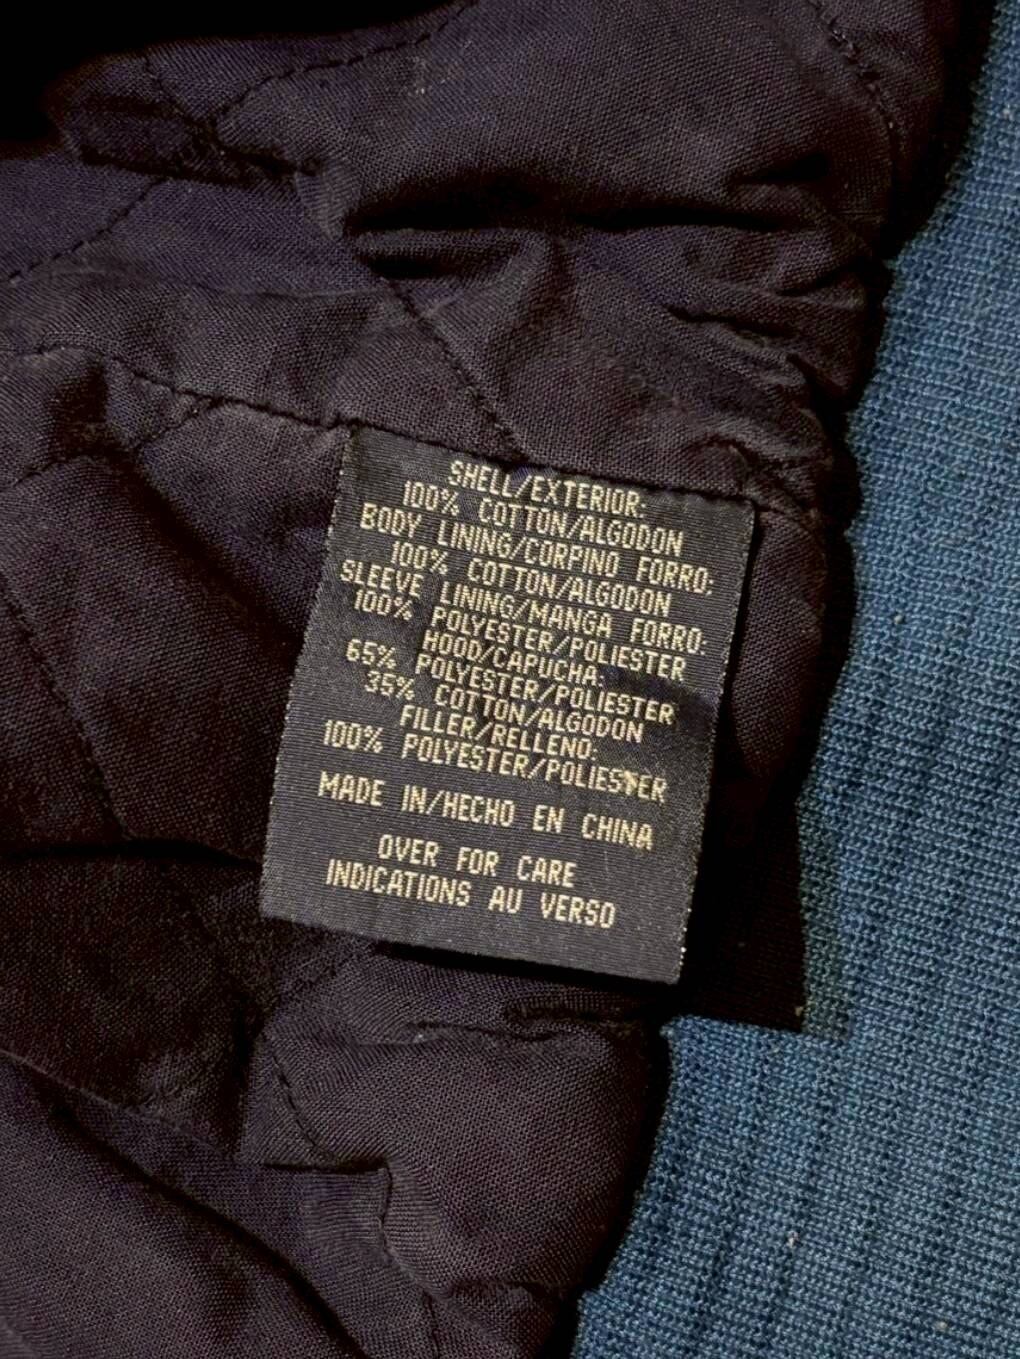 SHELL/EXTERIOR:
100% COTTON/ALGODON
BODY LINING/CORPINO FORRO:
100% COTTON/ALGODON
SLEEVE LINING/MANGA FORRO:
100% POLYESTER/POLIESTER
HOOD/CAPUCHA:
65% POLYESTER/POLIESTER
35% COTTON/ALGODON
FILLER/RELLENO:
100% POLYESTER/POLIESTER
MADE IN/HECHO EN CHINA
OVER FOR CARE
INDICATIONS AU VERSO